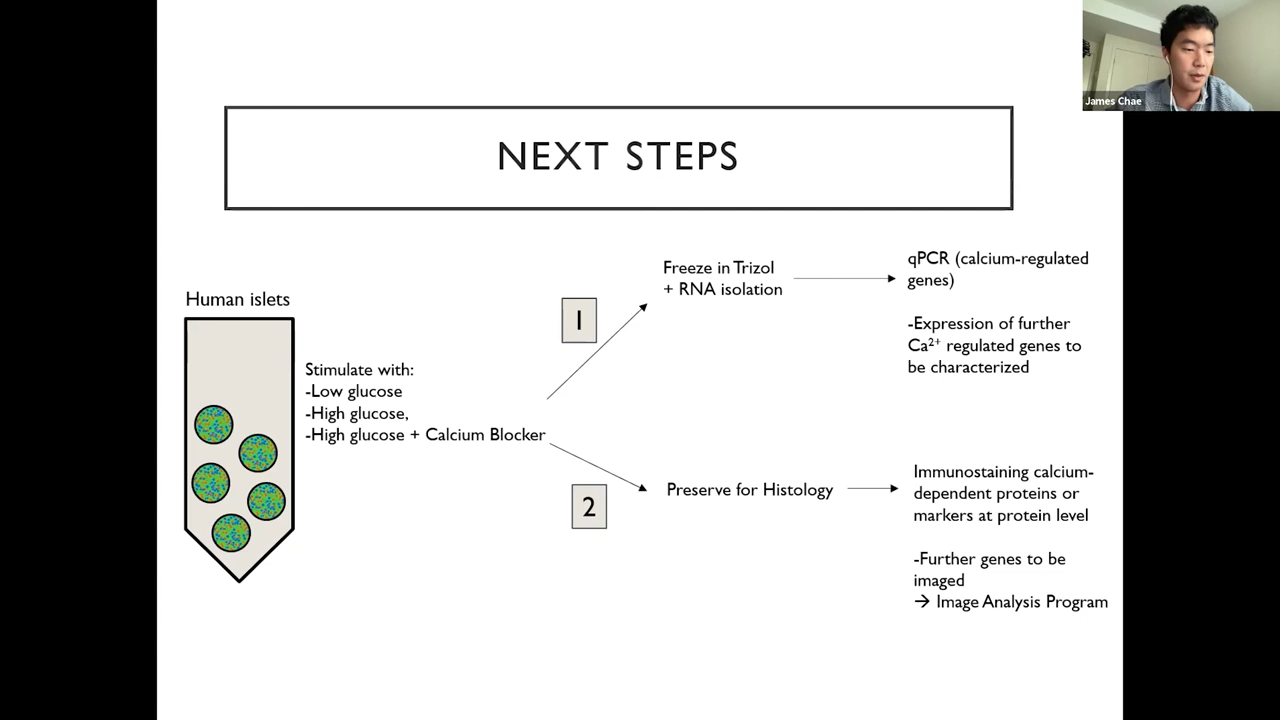 James Chae
NEXT STEPS
Human islets
Stimulate with:
-Low glucose
-High glucose,
-High glucose + Calcium Blocker
1
Freeze in Trizol
+ RNA isolation
qPCR (calcium-regulated
genes)
-Expression of further
Ca²⁺ regulated genes to
be characterized
2
Preserve for Histology
Immunostaining calcium-
dependent proteins or
markers at protein level
-Further genes to be
imaged
→ Image Analysis Program